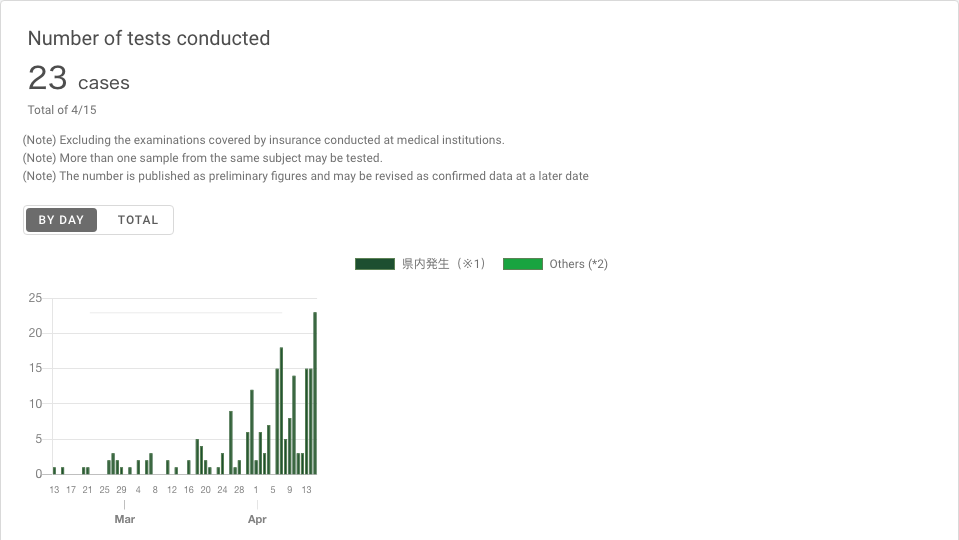 Number of tests conducted
23 cases
Total of 4/15
(Note) Excluding the examinations covered by insurance conducted at medical institutions.
(Note) More than one sample from the same subject may be tested.
(Note) The number is published as preliminary figures and may be revised as confirmed data at a later date
BY DAY TOTAL
県内発生（※1） Others (*2)
25
20
15
10
5
0
13 17 21 25 29 4 8 12 16 20 24 28 1 5 9 13
Mar Apr